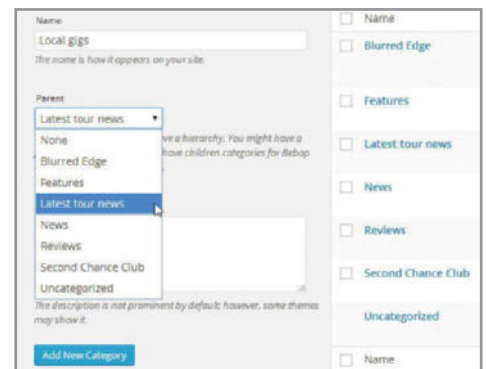 Name
Local gigs
The name is how it appears on your site.
Parent
Latest tour news
None
ve a hierarchy. You might have a
Blurred Edge
have children categories for Bebop
Features
Latest tour news
News
Reviews
Second Chance Club
Uncategorized
The description is not prominent by default; however, some themes
may show it.
Add New Category
Name
Blurred Edge
Features
Latest tour news
News
Reviews
Second Chance Club
Uncategorized
Name